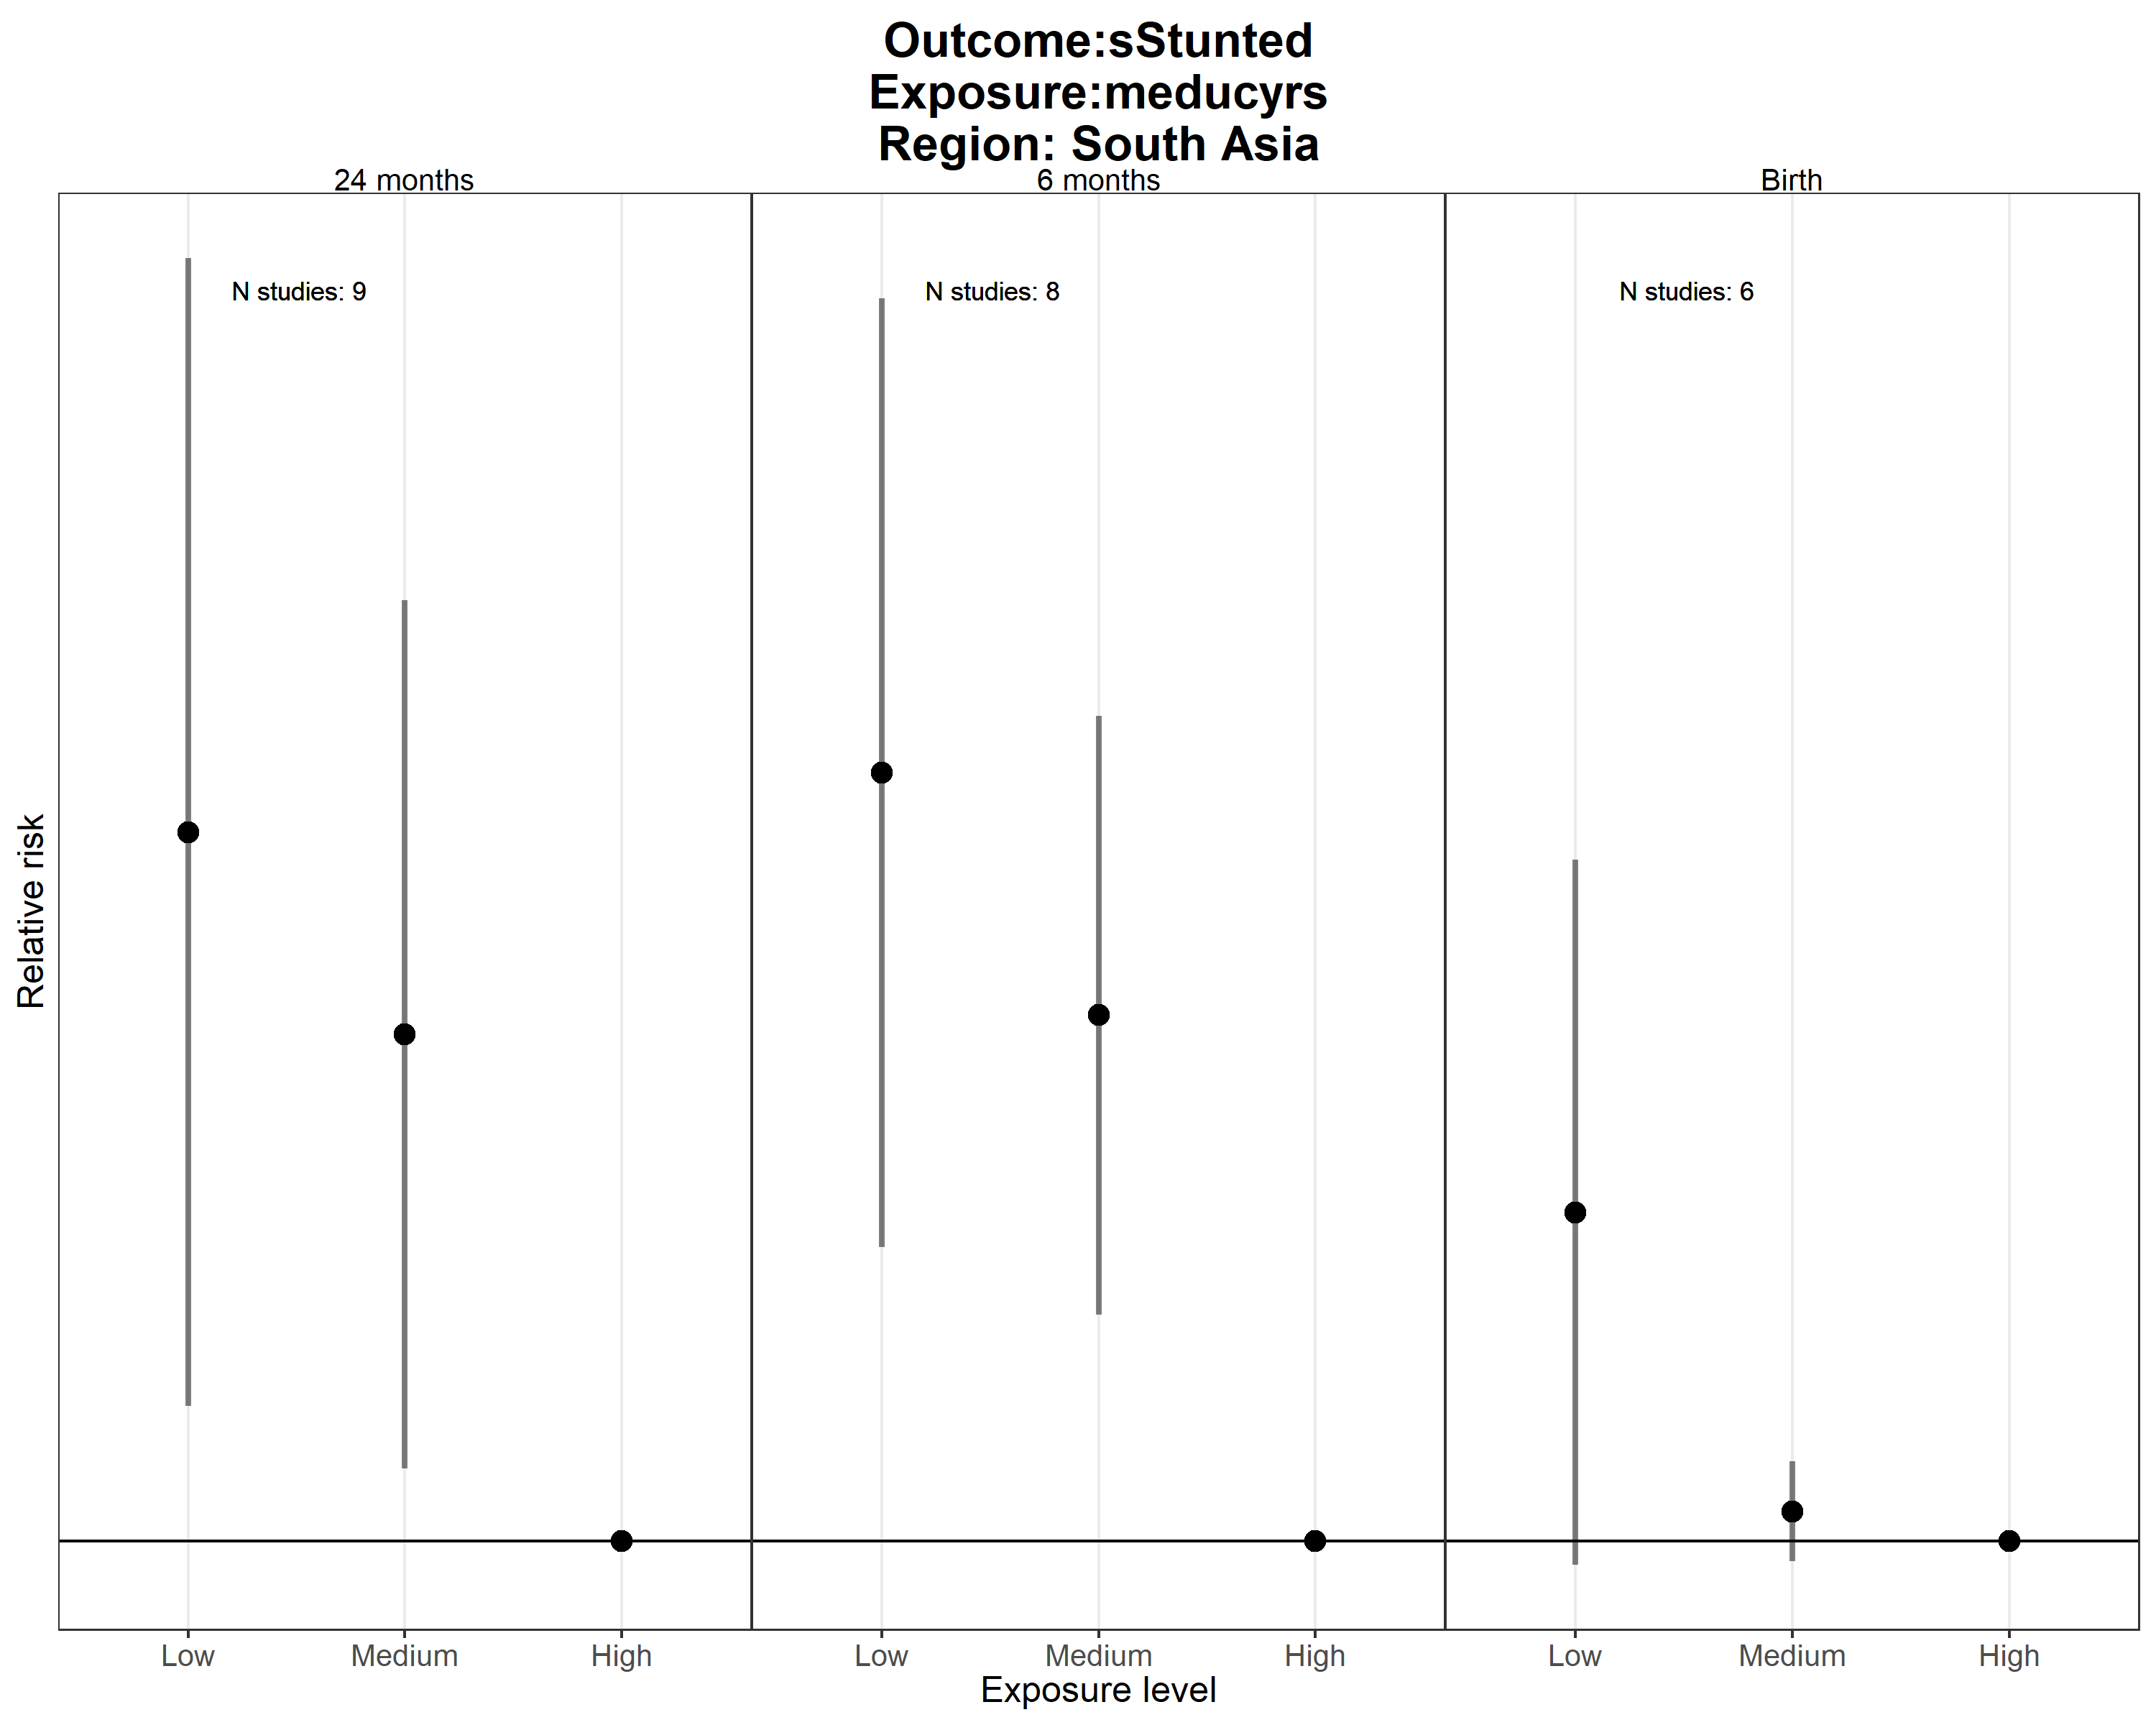 Outcome:sStunted
Exposure:meducyrs
Region: South Asia
24 months
6 months
Birth
N studies: 9
N studies: 8
N studies: 6
Relative risk
Low
Medium
High
Low
Medium
High
Low
Medium
High
Exposure level